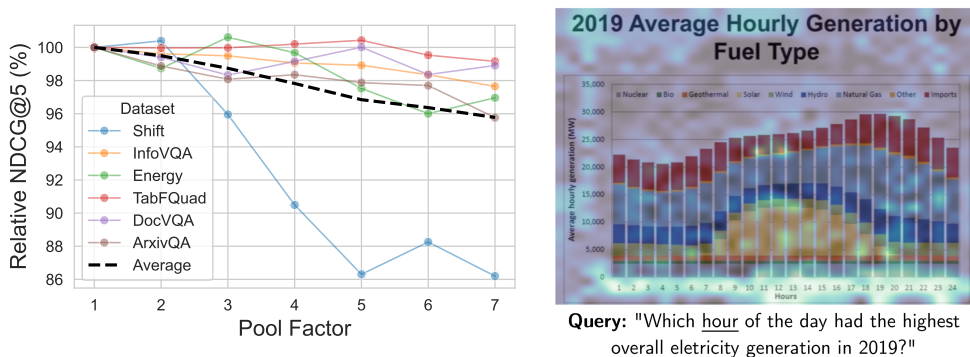 Relative NDCG@5 (%)
100
98
96
94
92
90
88
86
Dataset
Shift
InfoVQA
Energy
TabFQuad
DocVQA
ArxivQA
Average
1 2 3 4 5 6 7
Pool Factor
2019 Average Hourly Generation by
Fuel Type
Nuclear Bio Geothermal Solar Wind Hydro Natural Gas Other Imports
Average hourly generation (MW)
35,000
30,000
25,000
20,000
15,000
10,000
5,000
0
1 2 3 4 5 6 7 8 9 10 11 12 13 14 15 16 17 18 19 20 21 22 23 24
Hours
Query: "Which hour of the day had the highest
overall eletricity generation in 2019?"